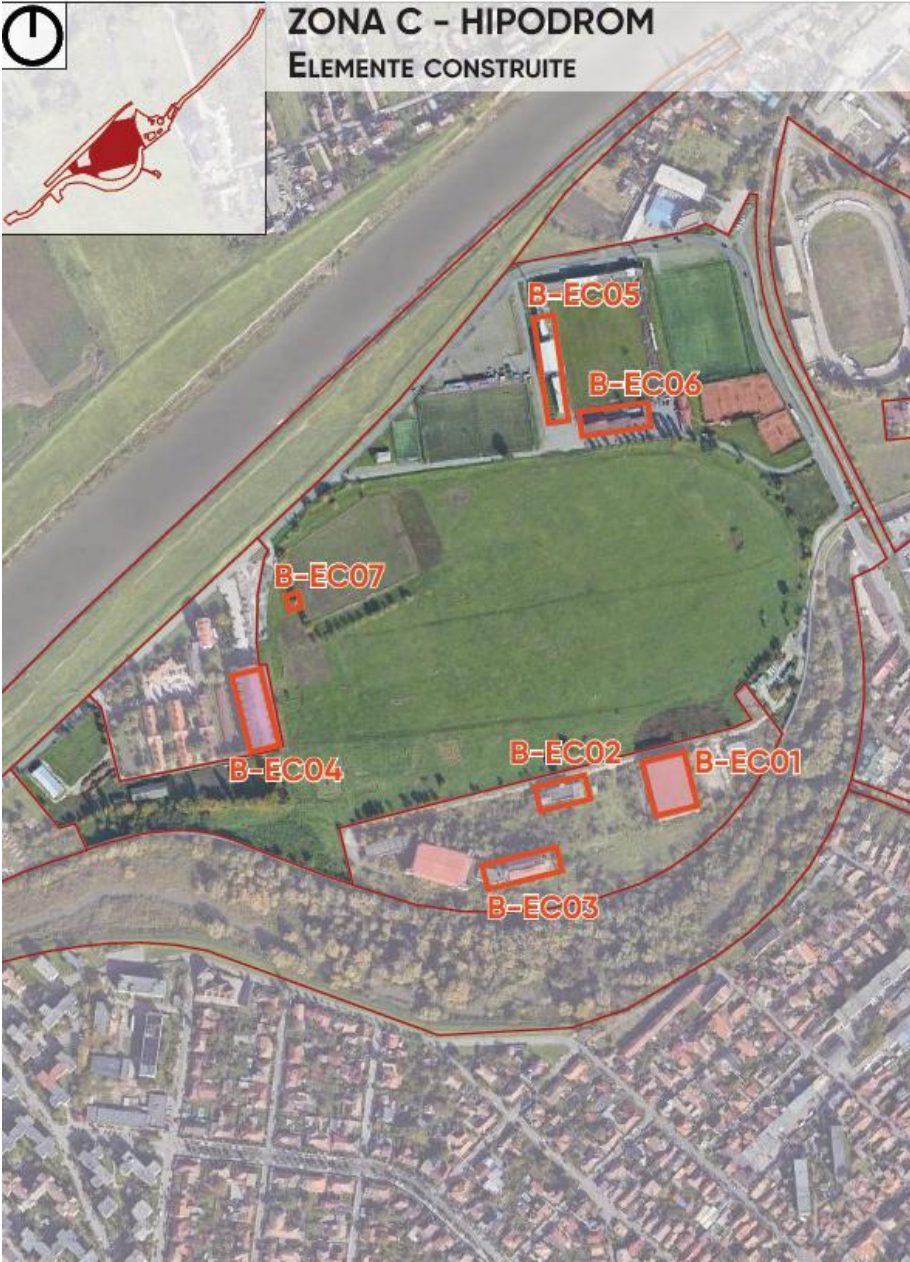 ZONA C - HIPODROM
ELEMENTE CONSTRUITE
B-EC05
B-EC06
B-EC07
B-EC04
B-EC02
B-EC01
B-EC03